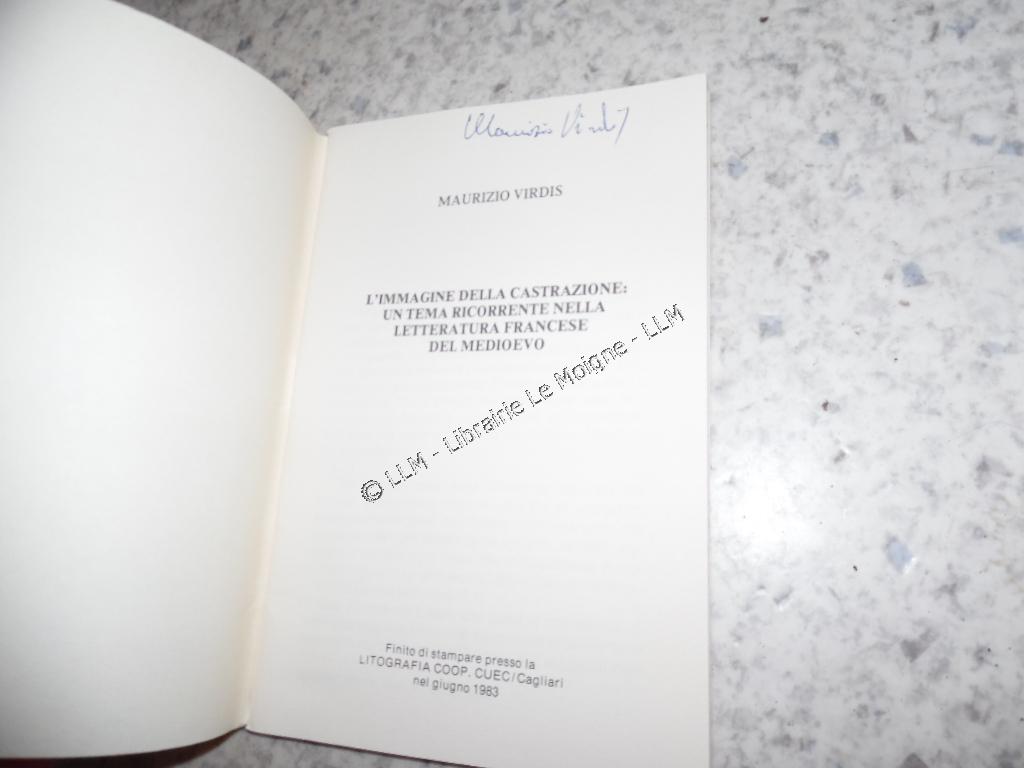 Maurizio Virdis
MAURIZIO VIRDIS
L'IMMAGINE DELLA CASTRAZIONE:
UN TEMA RICORRENTE NELLA
LETTERATURA FRANCESE
DEL MEDIOEVO
© LLM - Librairie Le Moigne - LLM
Finito di stampare presso la
LITOGRAFIA COOP. CUEC/Cagliari
nel giugno 1983